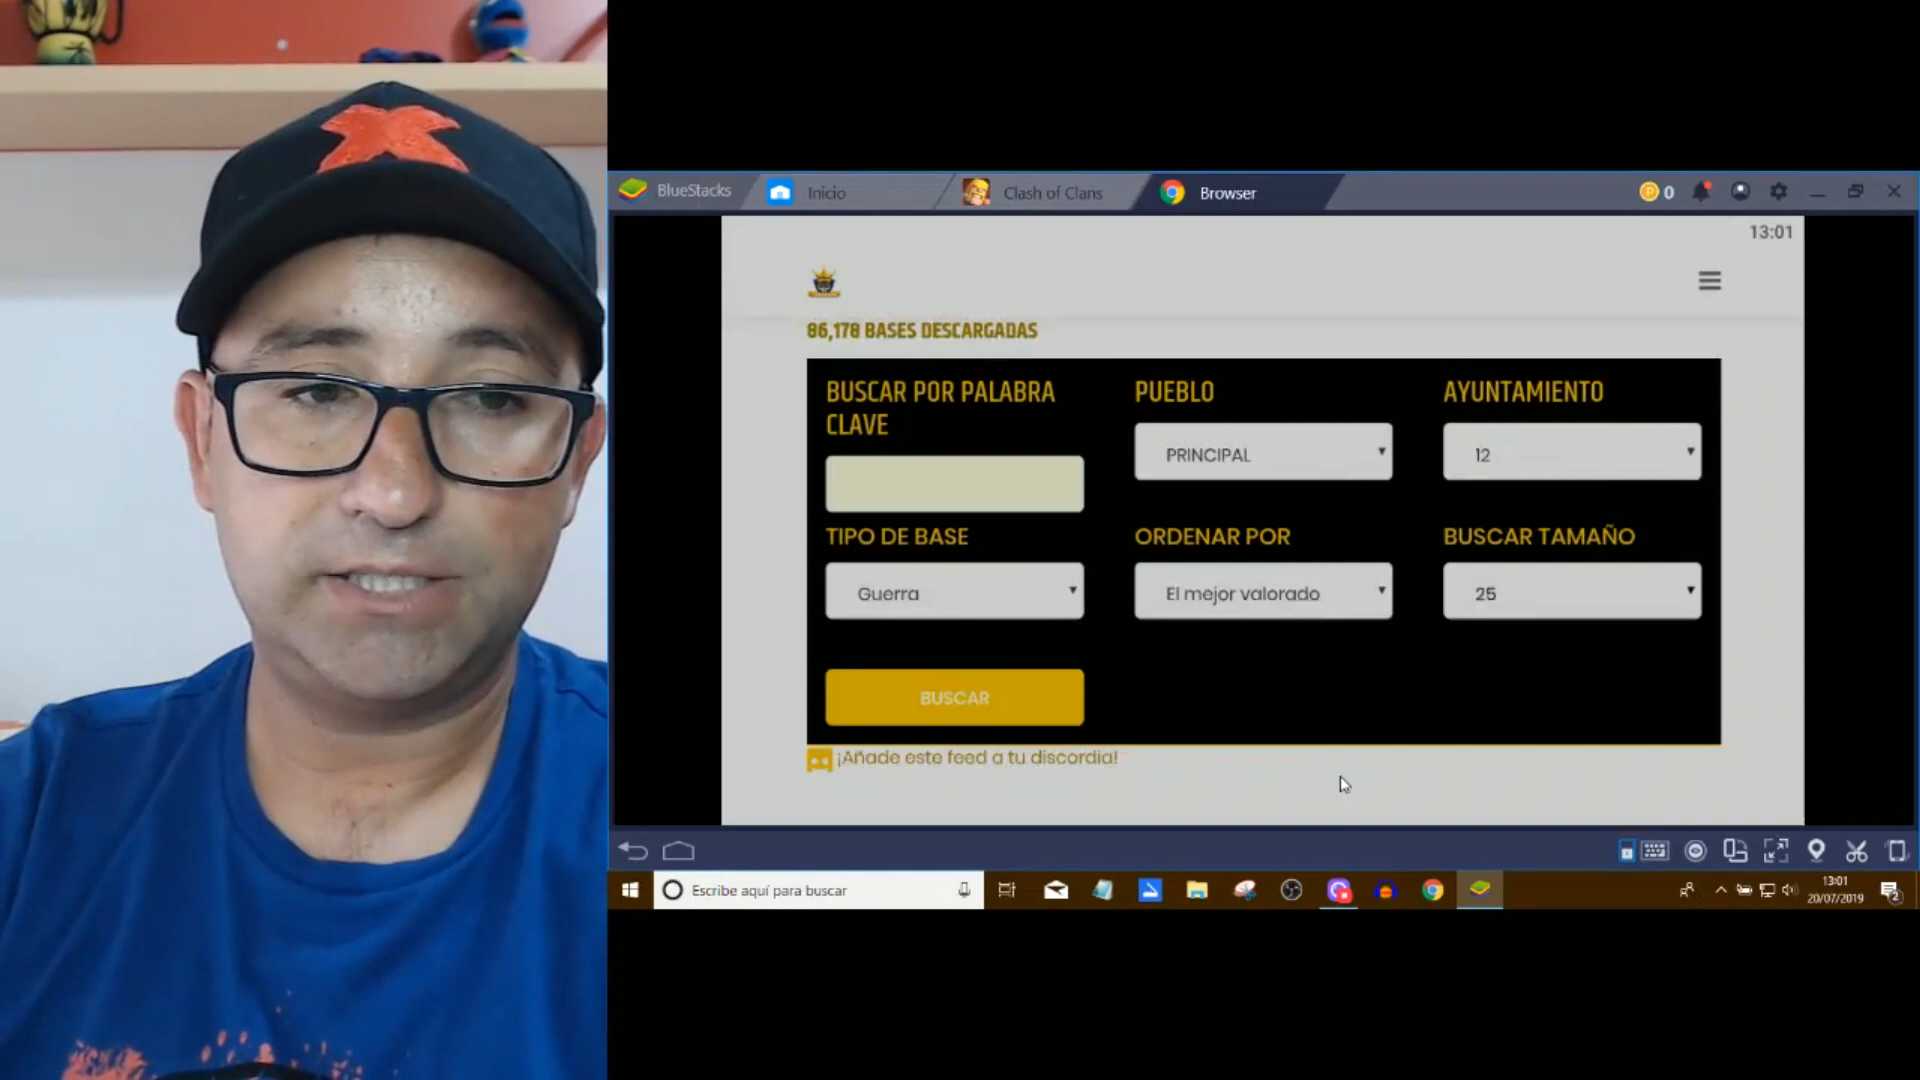 BlueStacks
Inicio
Clash of Clans
Browser
0
13:01
86,178 BASES DESCARGADAS
BUSCAR POR PALABRA
CLAVE
PUEBLO
PRINCIPAL
AYUNTAMIENTO
12
TIPO DE BASE
Guerra
ORDENAR POR
El mejor valorado
BUSCAR TAMAÑO
25
BUSCAR
¡Añade este feed a tu discordia!
Escribe aquí para buscar
13:01
20/07/2019
2